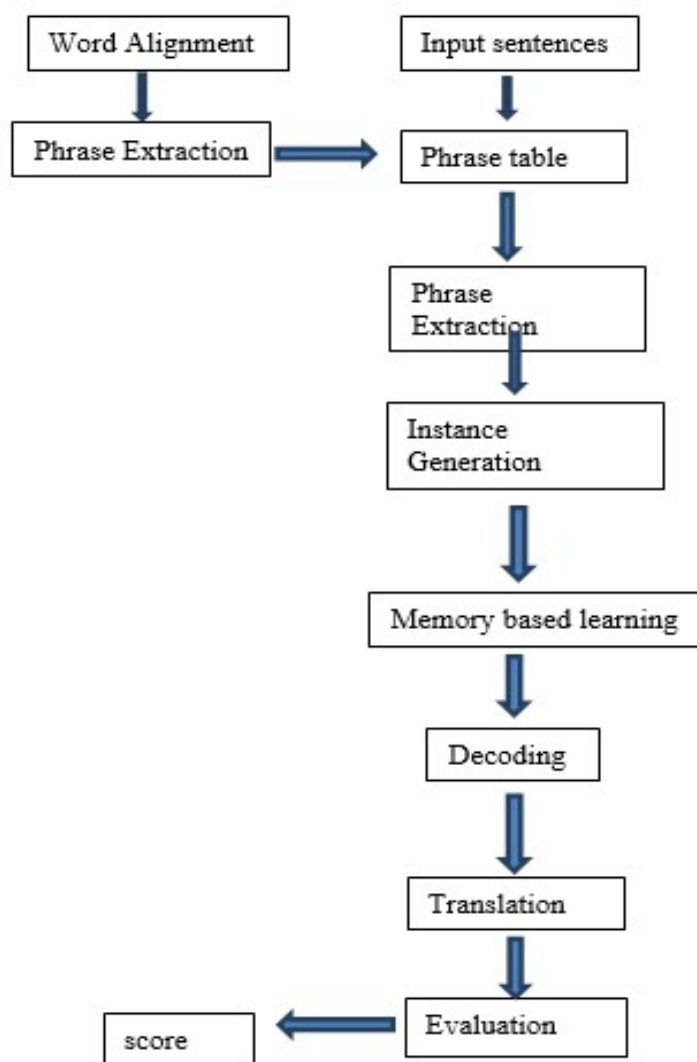 Word Alignment
Input sentences
Phrase Extraction
Phrase table
Phrase
Extraction
Instance
Generation
Memory based learning
Decoding
Translation
Evaluation
score